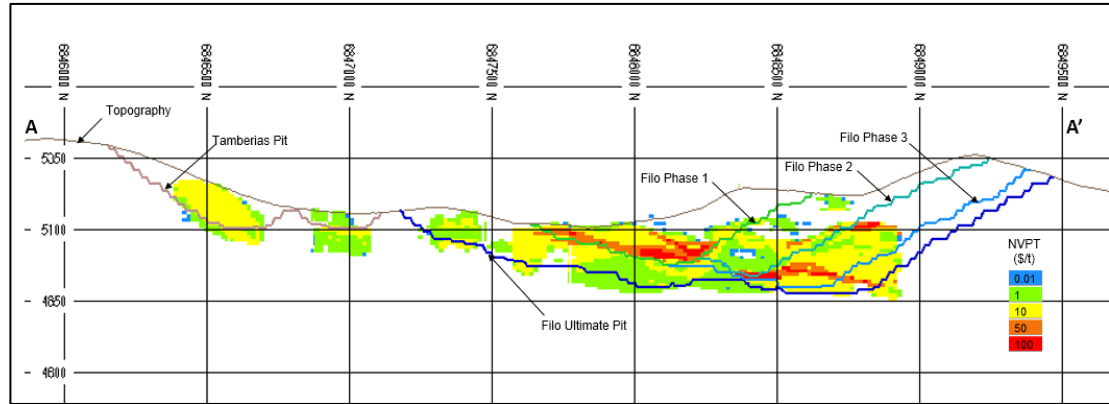 6846000 N
6846500 N
6847000 N
6847500 N
6848000 N
6848500 N
6849000 N
6849500 N
A
Topography
Tamberias Pit
A'
Filo Phase 3
Filo Phase 2
Filo Phase 1
5350
5100
4850
4600
Filo Ultimate Pit
NVPT
($/t)
0.01
1
10
50
100